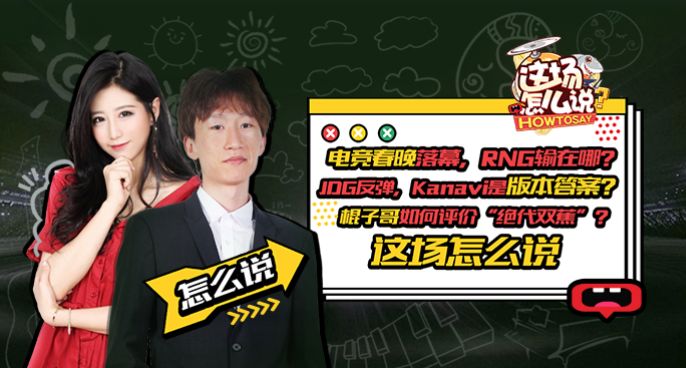 这场
怎么说?
HOWTOSAY
电竞春晚落幕，RNG输在哪?
JDG反弹，Kanavi是版本答案?
棍子哥如何评价“绝代双蕉”?
这场怎么说
怎么说